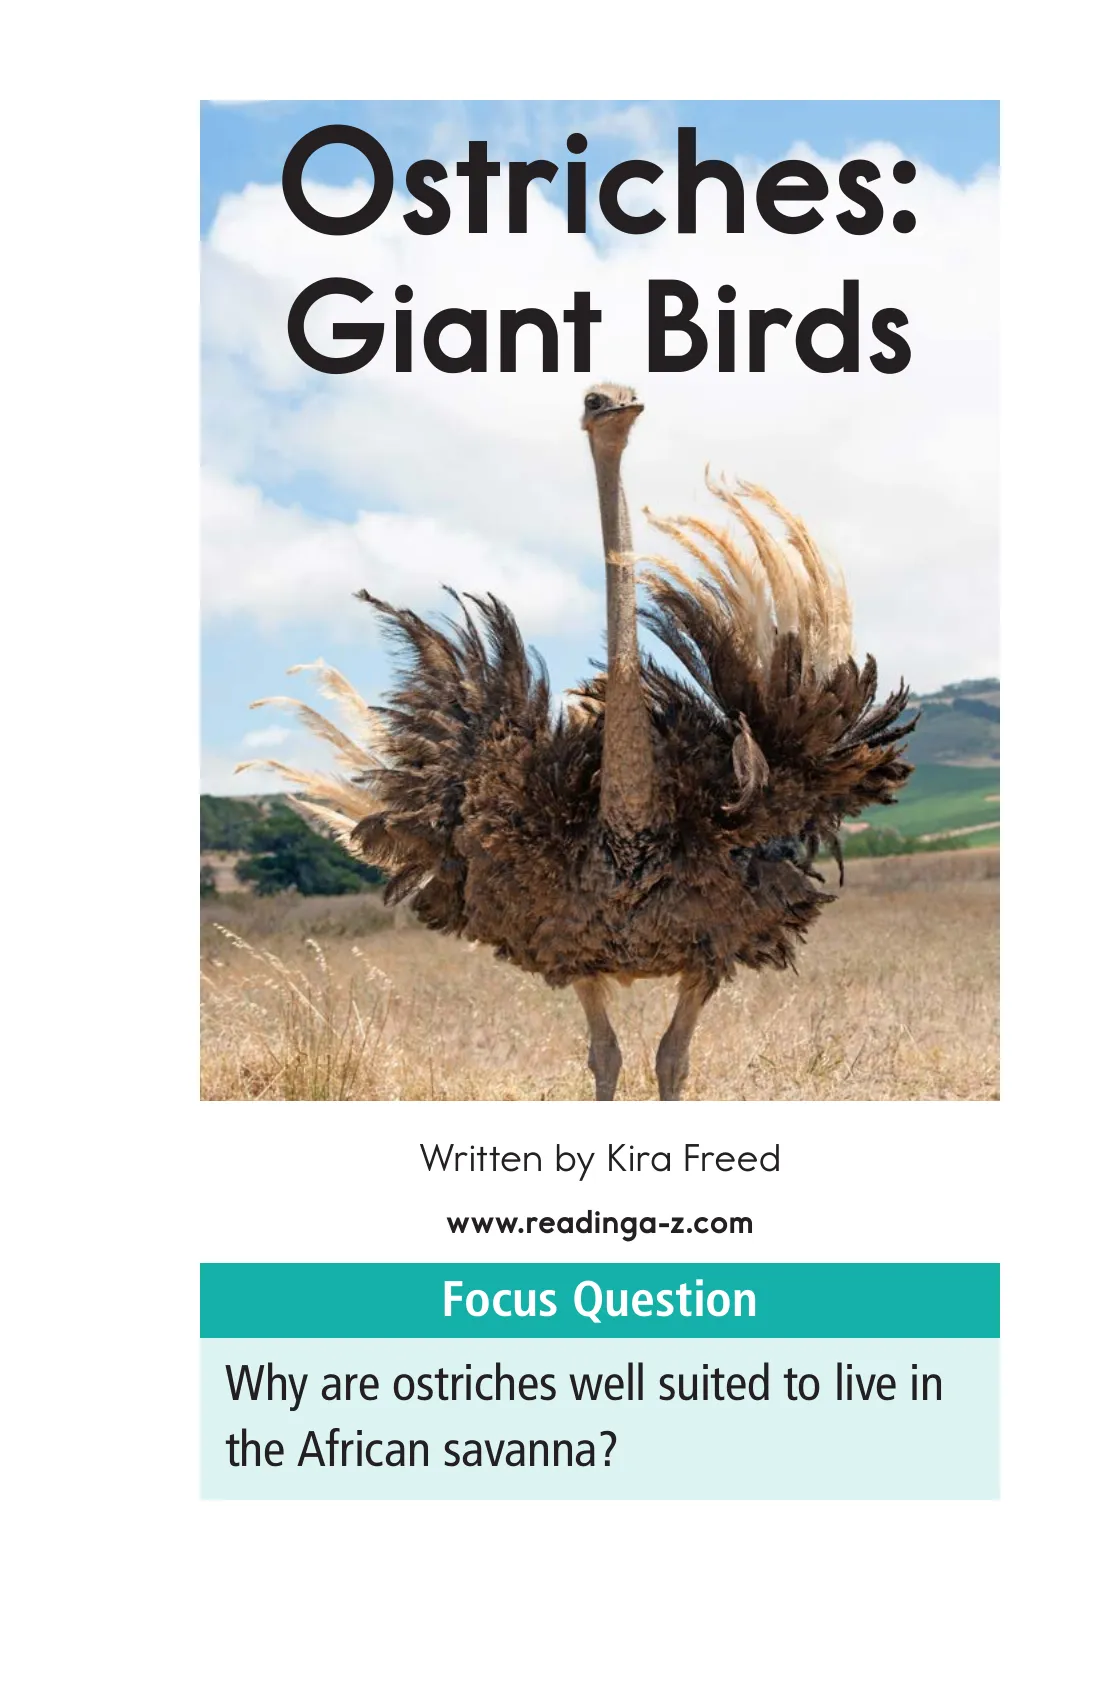 Ostriches:
Giant Birds
Written by Kira Freed
www.readinga-z.com
Focus Question
Why are ostriches well suited to live in
the African savanna?